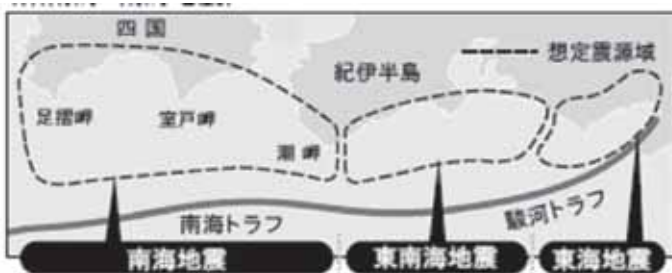 四国
紀伊半島
想定震源域
足摺岬
室戸岬
潮岬
南海トラフ
駿河トラフ
南海地震
東南海地震
東海地震